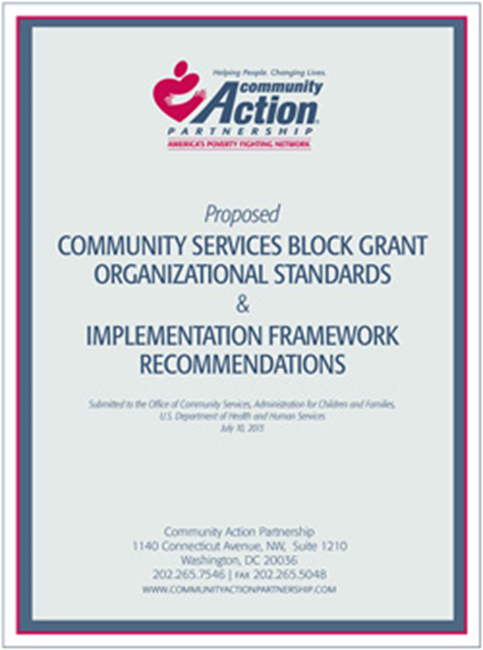 Helping People. Changing Lives.
community
Action
PARTNERSHIP
AMERICA'S POVERTY FIGHTING NETWORK
Proposed
COMMUNITY SERVICES BLOCK GRANT
ORGANIZATIONAL STANDARDS
&
IMPLEMENTATION FRAMEWORK
RECOMMENDATIONS
Submitted to the Office of Community Services, Administration for Children and Families,
U.S. Department of Health and Human Services
July 10, 2013
Community Action Partnership
1140 Connecticut Avenue, NW, Suite 1210
Washington, DC 20036
202.265.7546 | FAX 202.265.5048
WWW.COMMUNITYACTIONPARTNERSHIP.COM